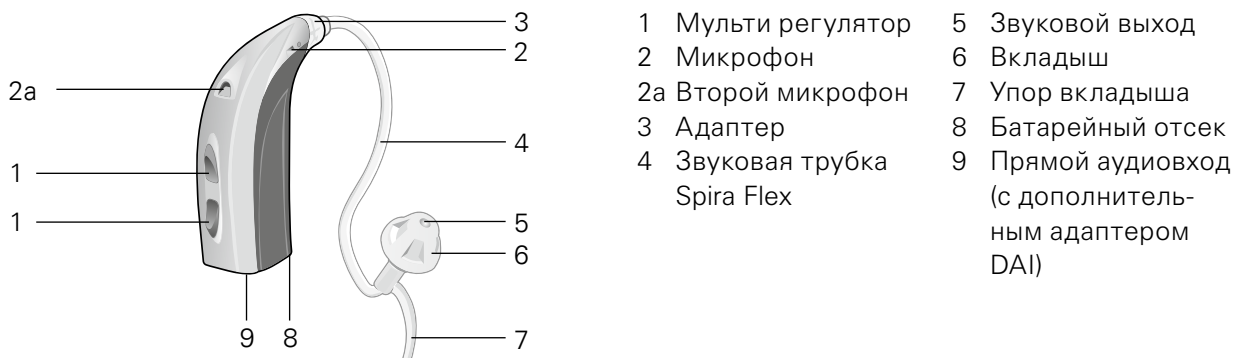 3
2
2a
4
1
1
5
6
9 8
7
1 Мульти регулятор
2 Микрофон
2a Второй микрофон
3 Адаптер
4 Звуковая трубка
Spira Flex
5 Звуковой выход
6 Вкладыш
7 Упор вкладыша
8 Батарейный отсек
9 Прямой аудиовход
(с дополнитель-
ным адаптером
DAI)